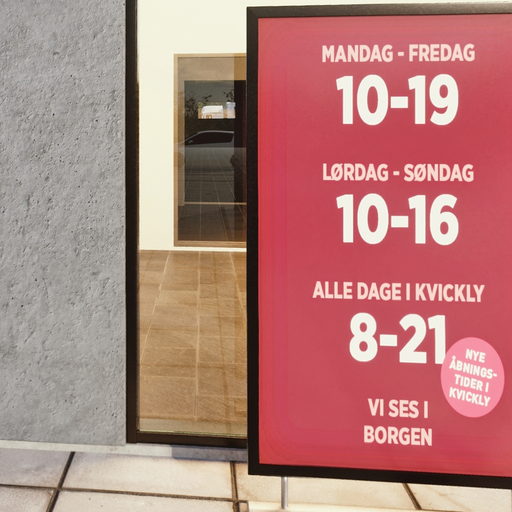 MANDAG - FREDAG
10-19
LØRDAG - SØNDAG
10-16
ALLE DAGE I KVICKLY
8-21
NYE
ÅBNINGS-
TIDER I
KVICKLY
VI SES I
BORGEN